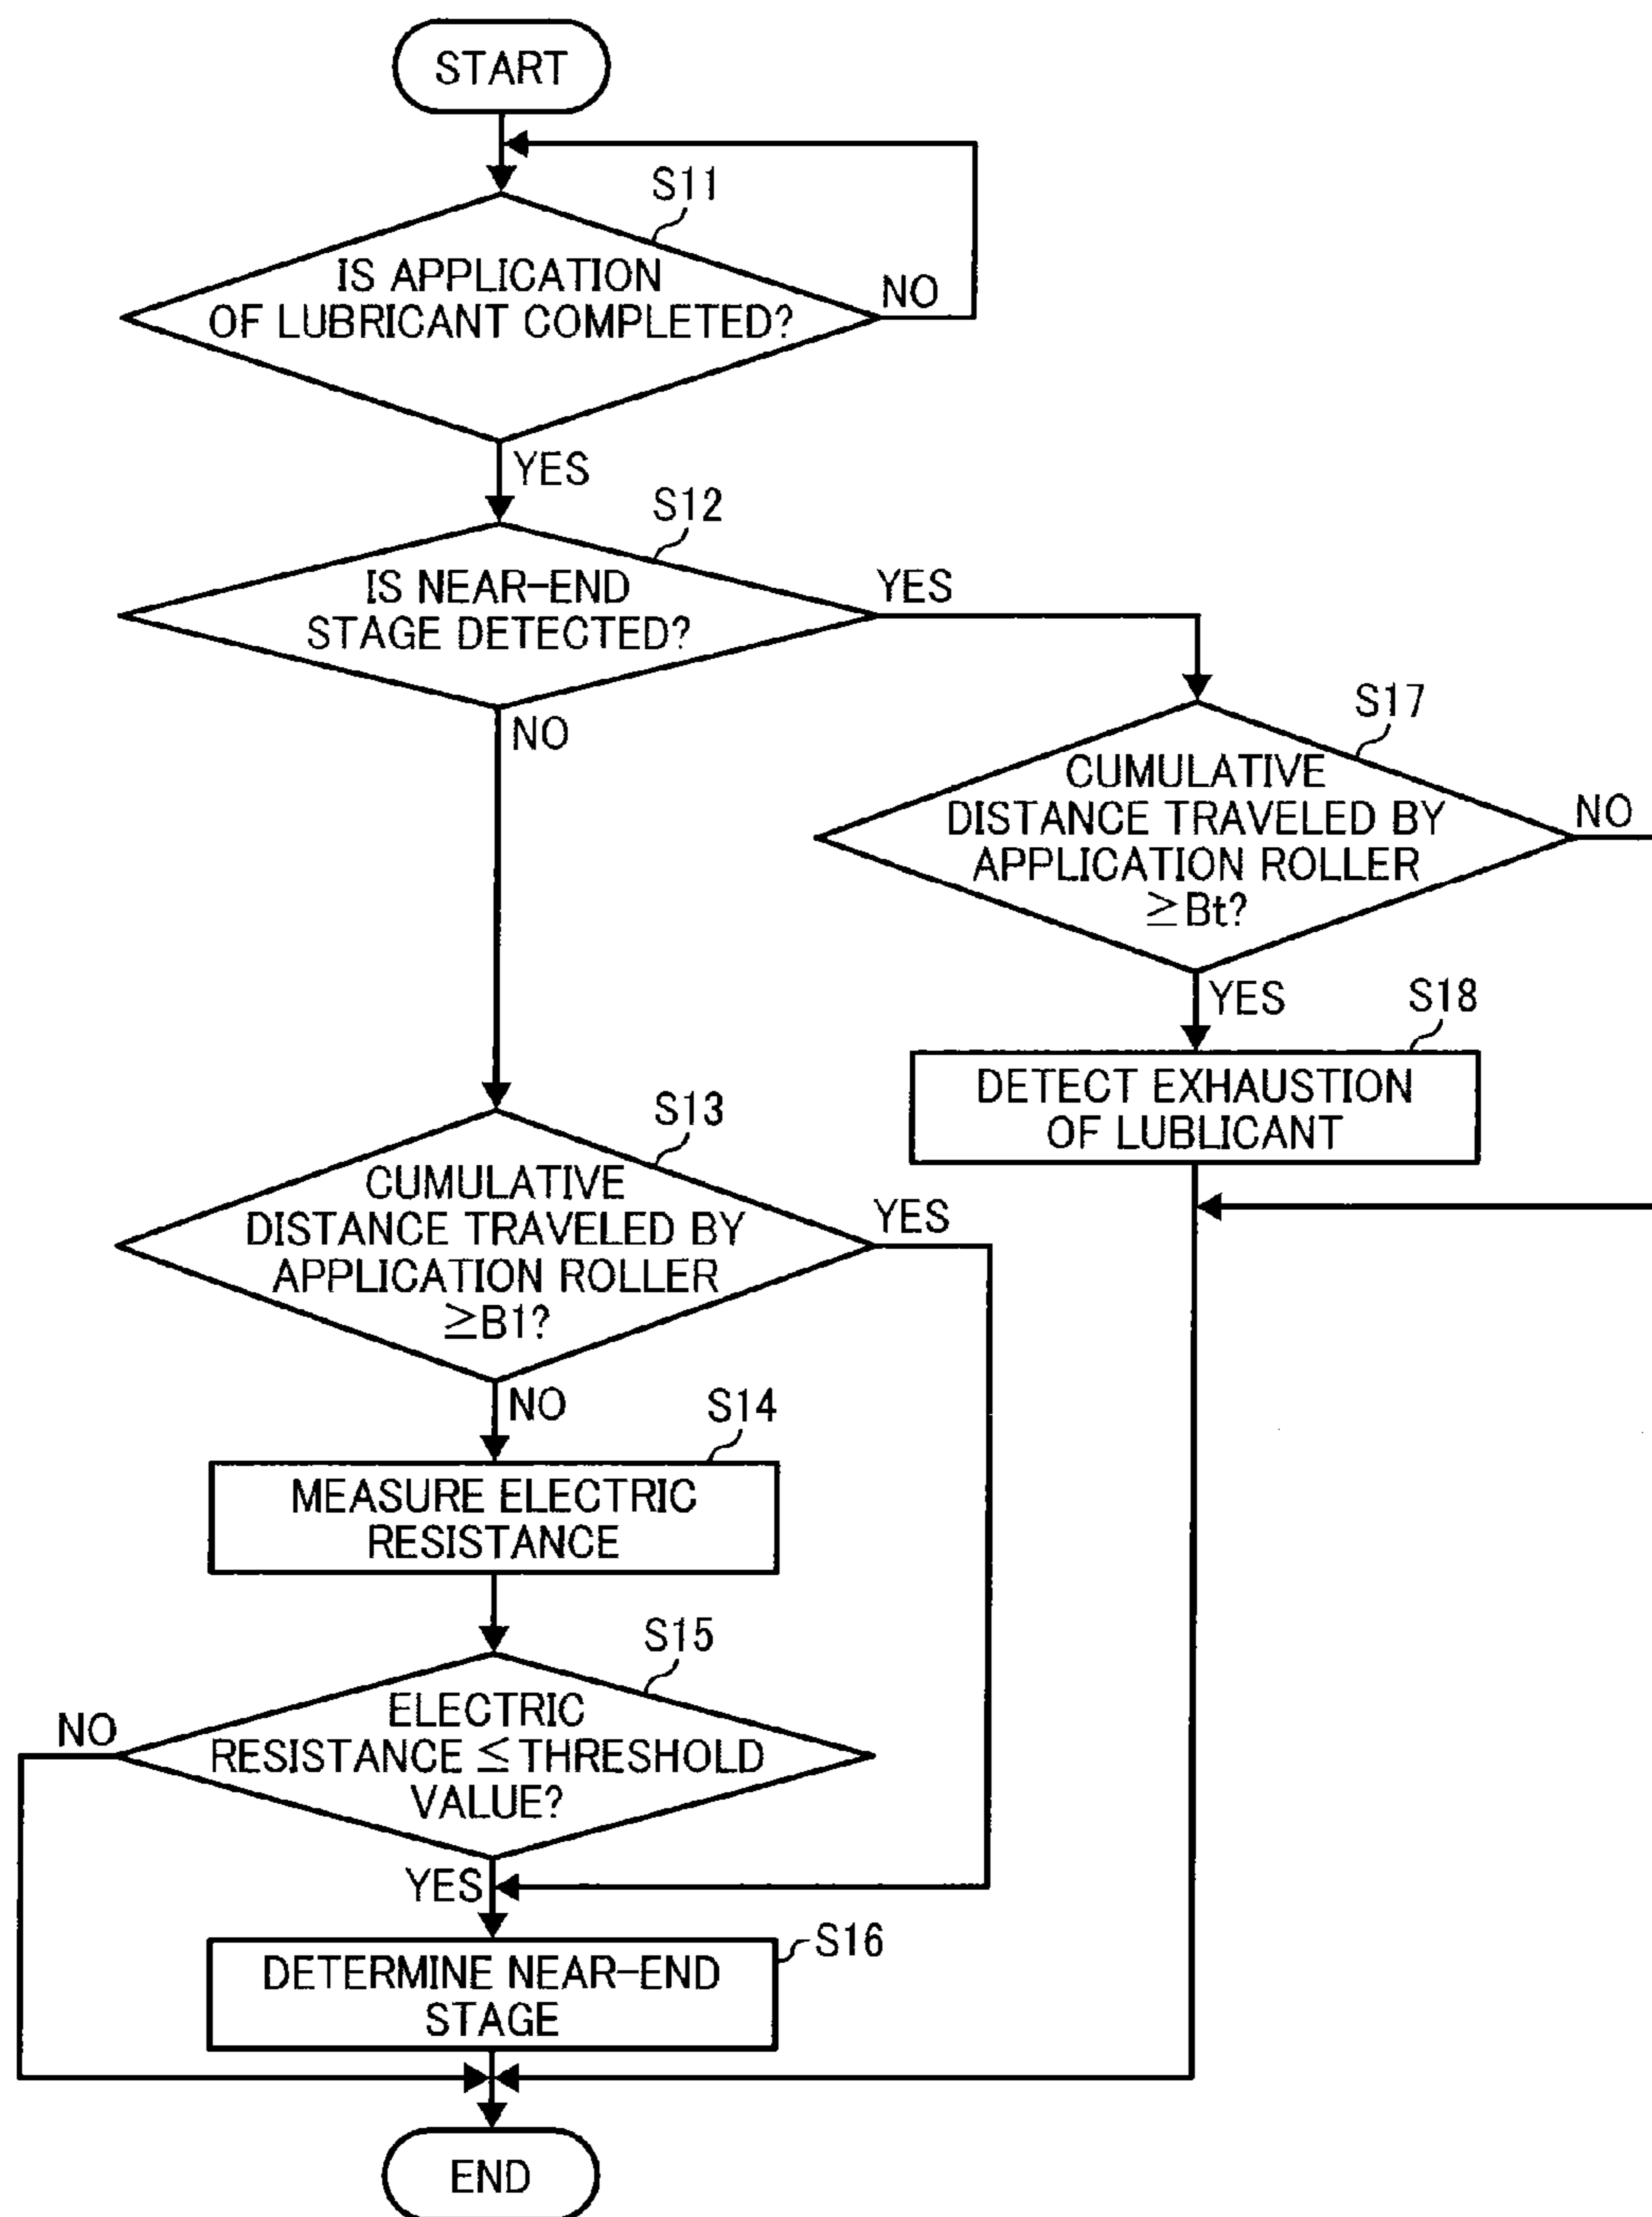 START
S11
IS APPLICATION
OF LUBRICANT COMPLETED?
NO
YES
S12
IS NEAR-END
STAGE DETECTED?
YES
NO
S17
CUMULATIVE
DISTANCE TRAVELED BY
APPLICATION ROLLER
≧Bt?
NO
YES
S18
DETECT EXHAUSTION
OF LUBLICANT
S13
CUMULATIVE
DISTANCE TRAVELED BY
APPLICATION ROLLER
≧B1?
YES
NO
S14
MEASURE ELECTRIC
RESISTANCE
S15
ELECTRIC
RESISTANCE ≦THRESHOLD
VALUE?
NO
YES
S16
DETERMINE NEAR-END
STAGE
END